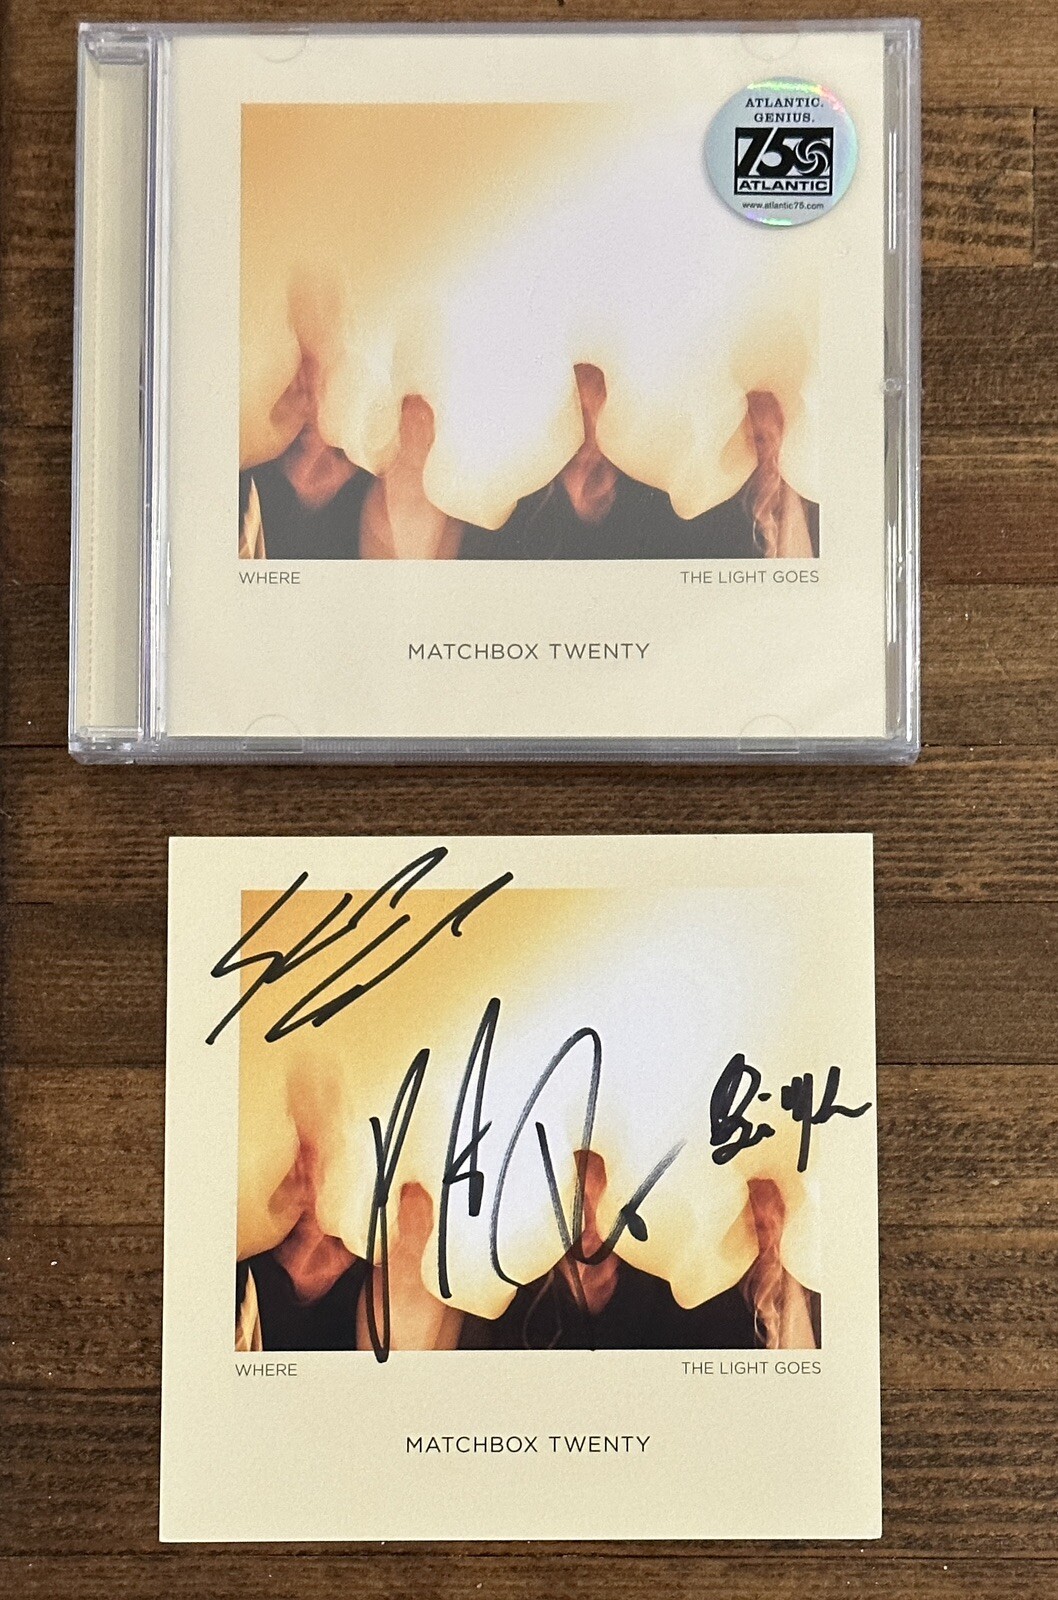 ATLANTIC.
GENIUS.
75
ATLANTIC
www.atlantic75.com
WHERE THE LIGHT GOES
MATCHBOX TWENTY
WHERE THE LIGHT GOES
MATCHBOX TWENTY